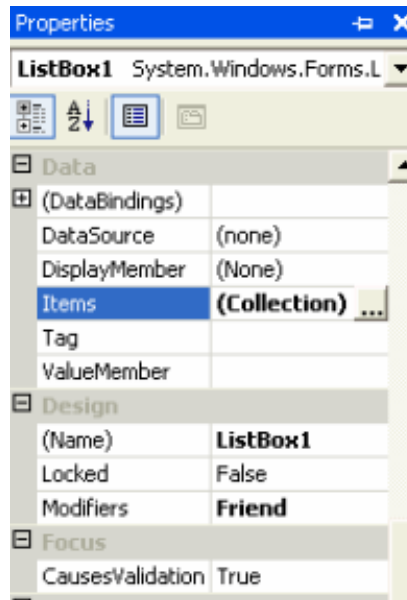 Properties
ListBox1 System.Windows.Forms.L
Data
(DataBindings)
DataSource (none)
DisplayMember (None)
Items (Collection) ...
Tag
ValueMember
Design
(Name) ListBox1
Locked False
Modifiers Friend
Focus
CausesValidation True